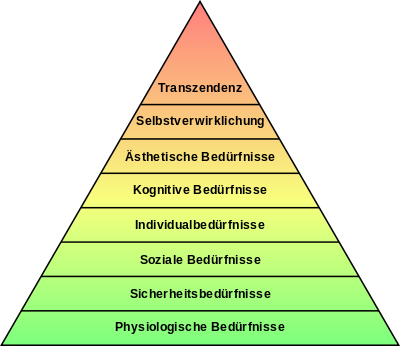 Transzendenz
Selbstverwirklichung
Ästhetische Bedürfnisse
Kognitive Bedürfnisse
Individualbedürfnisse
Soziale Bedürfnisse
Sicherheitsbedürfnisse
Physiologische Bedürfnisse